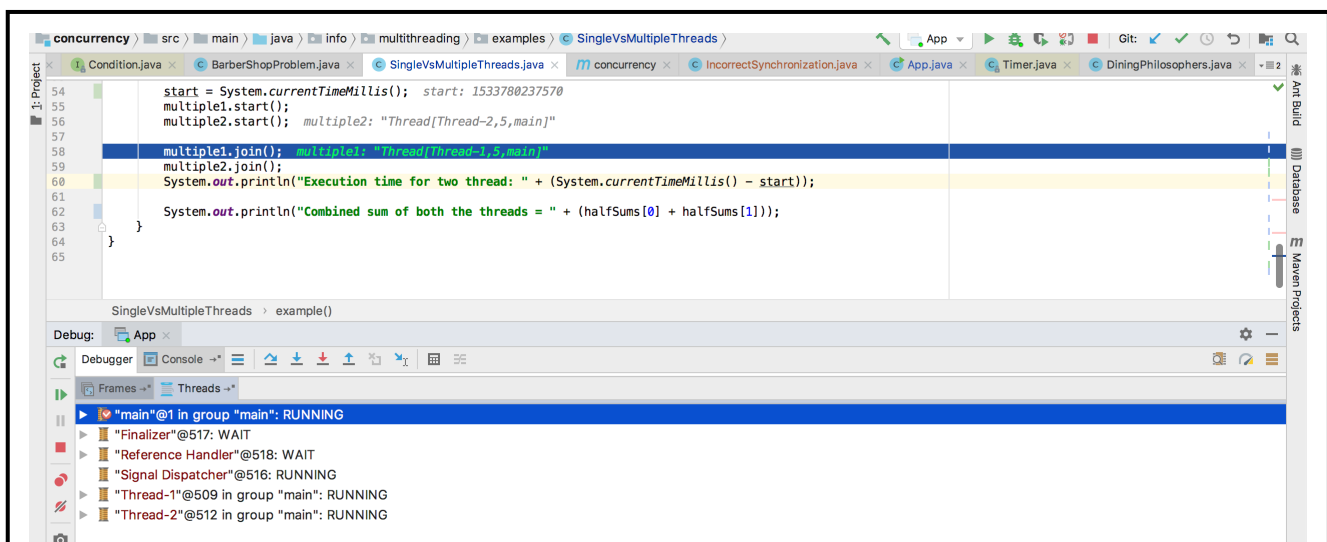 concurrency src main java info multithreading examples SingleVsMultipleThreads App Git:
Condition.java BarberShopProblem.java SingleVsMultipleThreads.java concurrency IncorrectSynchronization.java App.java Timer.java DiningPhilosophers.java 2
1: Project
54 start = System.currentTimeMillis(); start: 1533780237570
55 multiple1.start();
56 multiple2.start(); multiple2: "Thread[Thread-2,5,main]"
57
58 multiple1.join(); multiple1: "Thread[Thread-1,5,main]"
59 multiple2.join();
60 System.out.println("Execution time for two thread: " + (System.currentTimeMillis() - start));
61
62 System.out.println("Combined sum of both the threads = " + (halfSums[0] + halfSums[1]));
63 }
64 }
65
Ant Build
Database
Maven Projects
SingleVsMultipleThreads › example()
Debug: App
Debugger Console
Frames Threads
"main"@1 in group "main": RUNNING
"Finalizer"@517: WAIT
"Reference Handler"@518: WAIT
"Signal Dispatcher"@516: RUNNING
"Thread-1"@509 in group "main": RUNNING
"Thread-2"@512 in group "main": RUNNING